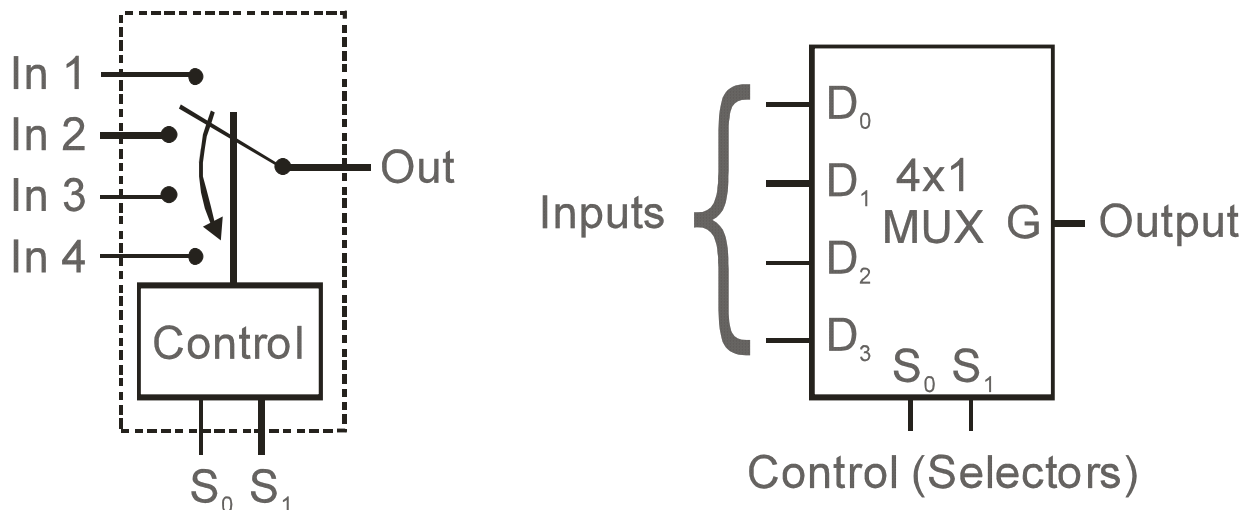 In 1
In 2
In 3
In 4
Out
Control
S₀ S₁
Inputs
D₀
D₁
D₂
D₃
4x1
MUX
G
Output
S₀ S₁
Control (Selectors)